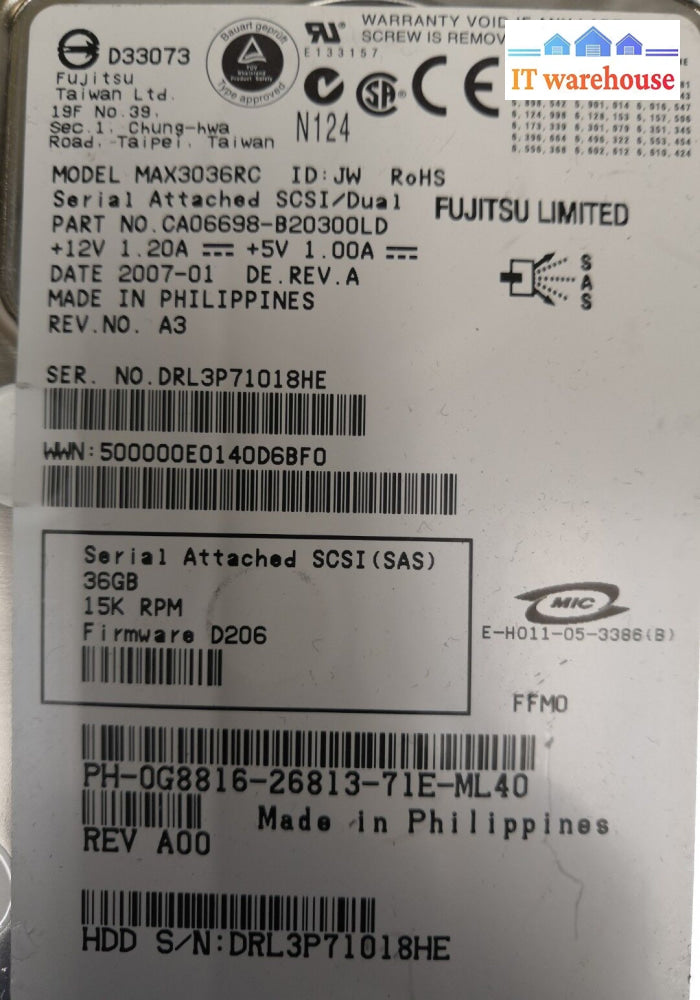 D33073
Fujitsu
Taiwan Ltd.
19F No.39,
Sec.1, Chung-hwa
Road, Taipei, Taiwan
Bauart geprüft
Type approved
E133157
WARRANTY VOID
SCREW IS REMOV
IT warehouse
N124
MODEL MAX3036RC ID:JW RoHS
Serial Attached SCSI/Dual
FUJITSU LIMITED
PART NO.CA06698-B20300LD
+12V 1.20A +5V 1.00A
DATE 2007-01 DE.REV.A
MADE IN PHILIPPINES
REV.NO. A3
SAS
SER. NO.DRL3P71018HE
WWN:500000E0140D6BF0
Serial Attached SCSI(SAS)
36GB
15K RPM
Firmware D206
MIC
E-H011-05-3386(B)
FFMO
PH-0G8816-26813-71E-ML40
REV A00
Made in Philippines
HDD S/N:DRL3P71018HE